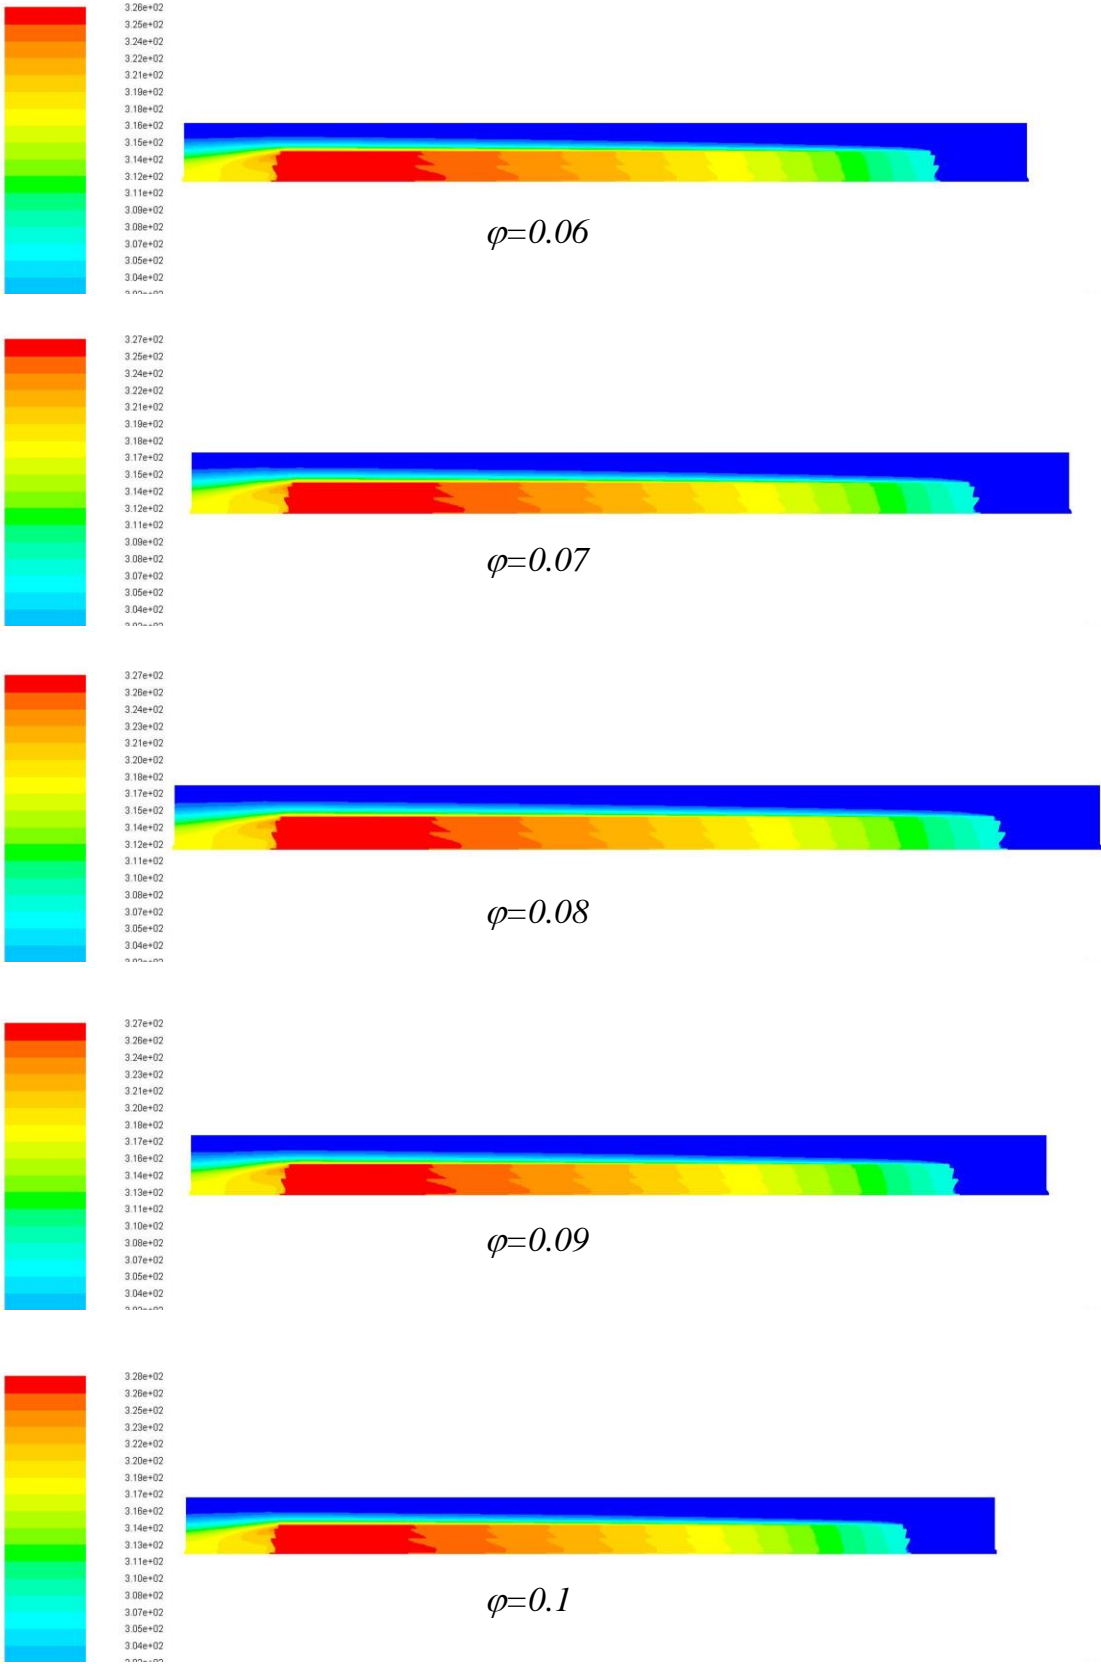 3.26e+02
3.25e+02
3.24e+02
3.22e+02
3.21e+02
3.19e+02
3.18e+02
3.16e+02
3.15e+02
3.14e+02
3.12e+02
3.11e+02
3.09e+02
3.08e+02
3.07e+02
3.05e+02
3.04e+02
φ=0.06
3.27e+02
3.25e+02
3.24e+02
3.22e+02
3.21e+02
3.19e+02
3.18e+02
3.17e+02
3.15e+02
3.14e+02
3.12e+02
3.11e+02
3.09e+02
3.08e+02
3.07e+02
3.05e+02
3.04e+02
φ=0.07
3.27e+02
3.26e+02
3.24e+02
3.23e+02
3.21e+02
3.20e+02
3.18e+02
3.17e+02
3.15e+02
3.14e+02
3.12e+02
3.11e+02
3.10e+02
3.08e+02
3.07e+02
3.05e+02
3.04e+02
φ=0.08
3.27e+02
3.26e+02
3.24e+02
3.23e+02
3.21e+02
3.20e+02
3.18e+02
3.17e+02
3.16e+02
3.14e+02
3.13e+02
3.11e+02
3.10e+02
3.08e+02
3.07e+02
3.05e+02
3.04e+02
φ=0.09
3.28e+02
3.26e+02
3.25e+02
3.23e+02
3.22e+02
3.20e+02
3.19e+02
3.17e+02
3.16e+02
3.14e+02
3.13e+02
3.11e+02
3.10e+02
3.08e+02
3.07e+02
3.05e+02
3.04e+02
φ=0.1